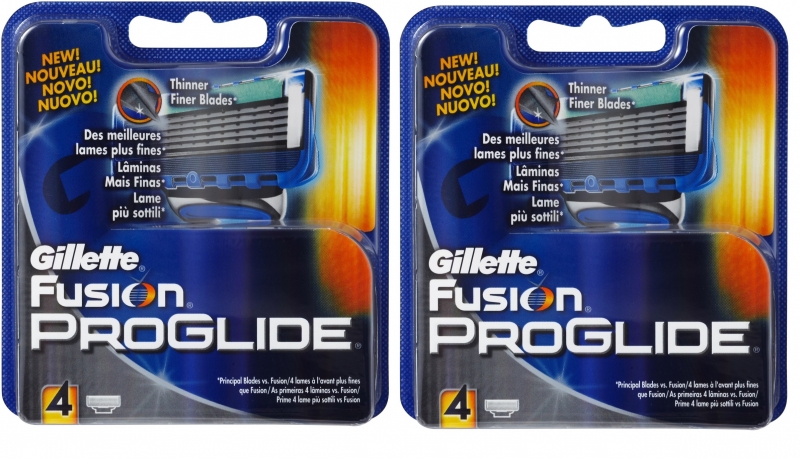 NEW!
NOUVEAU!
NOVO!
NUOVO!
Thinner
Finer Blades*
Des meilleures
lames plus fines*
Lâminas
Mais Finas*
Lame
più sottili*
Gillette®
FUSION®
PROGLIDE®
*Principal Blades vs. Fusion/4 lames à l'avant plus fines
que Fusion/As primeiras 4 lâminas vs. Fusion/
Prime 4 lame più sottili vs Fusion
4
NEW!
NOUVEAU!
NOVO!
NUOVO!
Thinner
Finer Blades*
Des meilleures
lames plus fines*
Lâminas
Mais Finas*
Lame
più sottili*
Gillette®
FUSION®
PROGLIDE®
*Principal Blades vs. Fusion/4 lames à l'avant plus fines
que Fusion/As primeiras 4 lâminas vs. Fusion/
Prime 4 lame più sottili vs Fusion
4